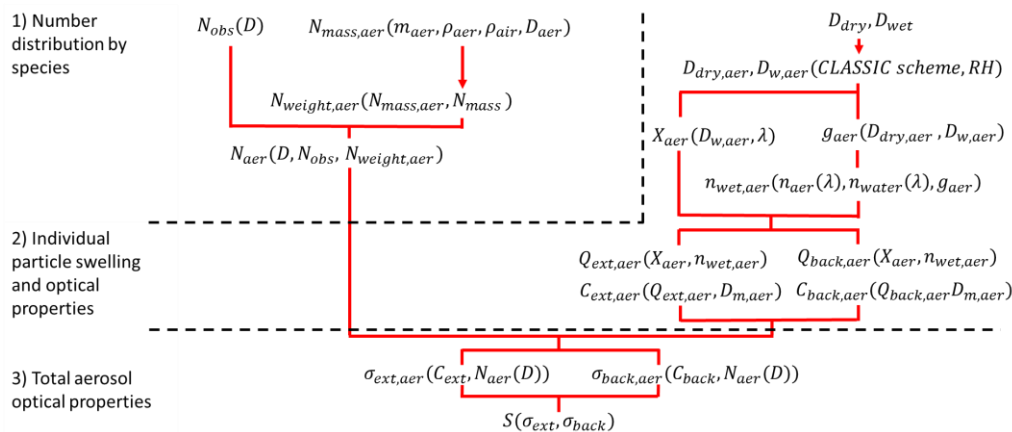 1) Number
distribution by
species
N_obs(D)
N_mass,aer(m_aer, ρ_aer, ρ_air, D_aer)
N_weight,aer(N_mass,aer, N_mass)
N_aer(D, N_obs, N_weight,aer)
D_dry, D_wet
D_dry,aer, D_w,aer(CLASSIC scheme, RH)
X_aer(D_w,aer, λ)
g_aer(D_dry,aer, D_w,aer)
n_wet,aer(n_aer(λ), n_water(λ), g_aer)
2) Individual
particle swelling
and optical
properties
Q_ext,aer(X_aer, n_wet,aer)
Q_back,aer(X_aer, n_wet,aer)
C_ext,aer(Q_ext,aer, D_m,aer)
C_back,aer(Q_back,aer D_m,aer)
3) Total aerosol
optical properties
σ_ext,aer(C_ext, N_aer(D))
σ_back,aer(C_back, N_aer(D))
S(σ_ext, σ_back)